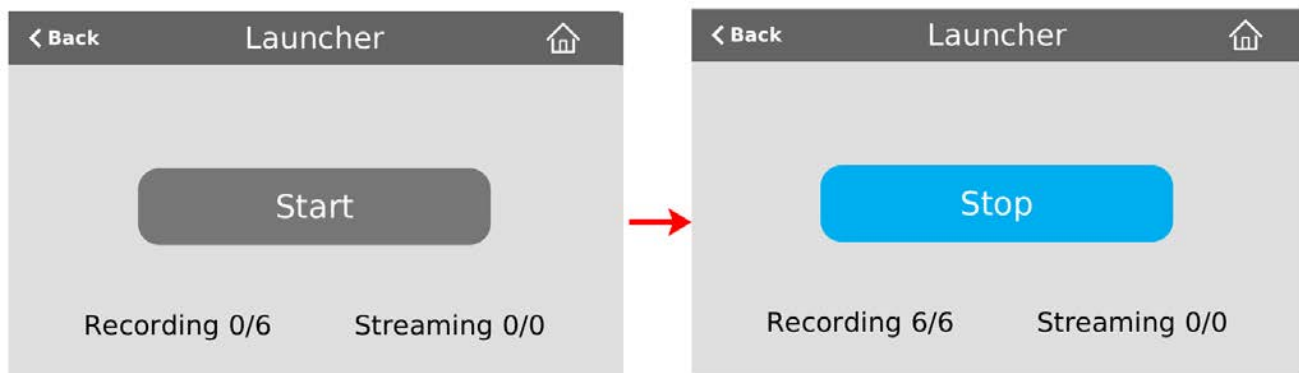 Back Launcher
Start
Recording 0/6 Streaming 0/0
Back Launcher
Stop
Recording 6/6 Streaming 0/0